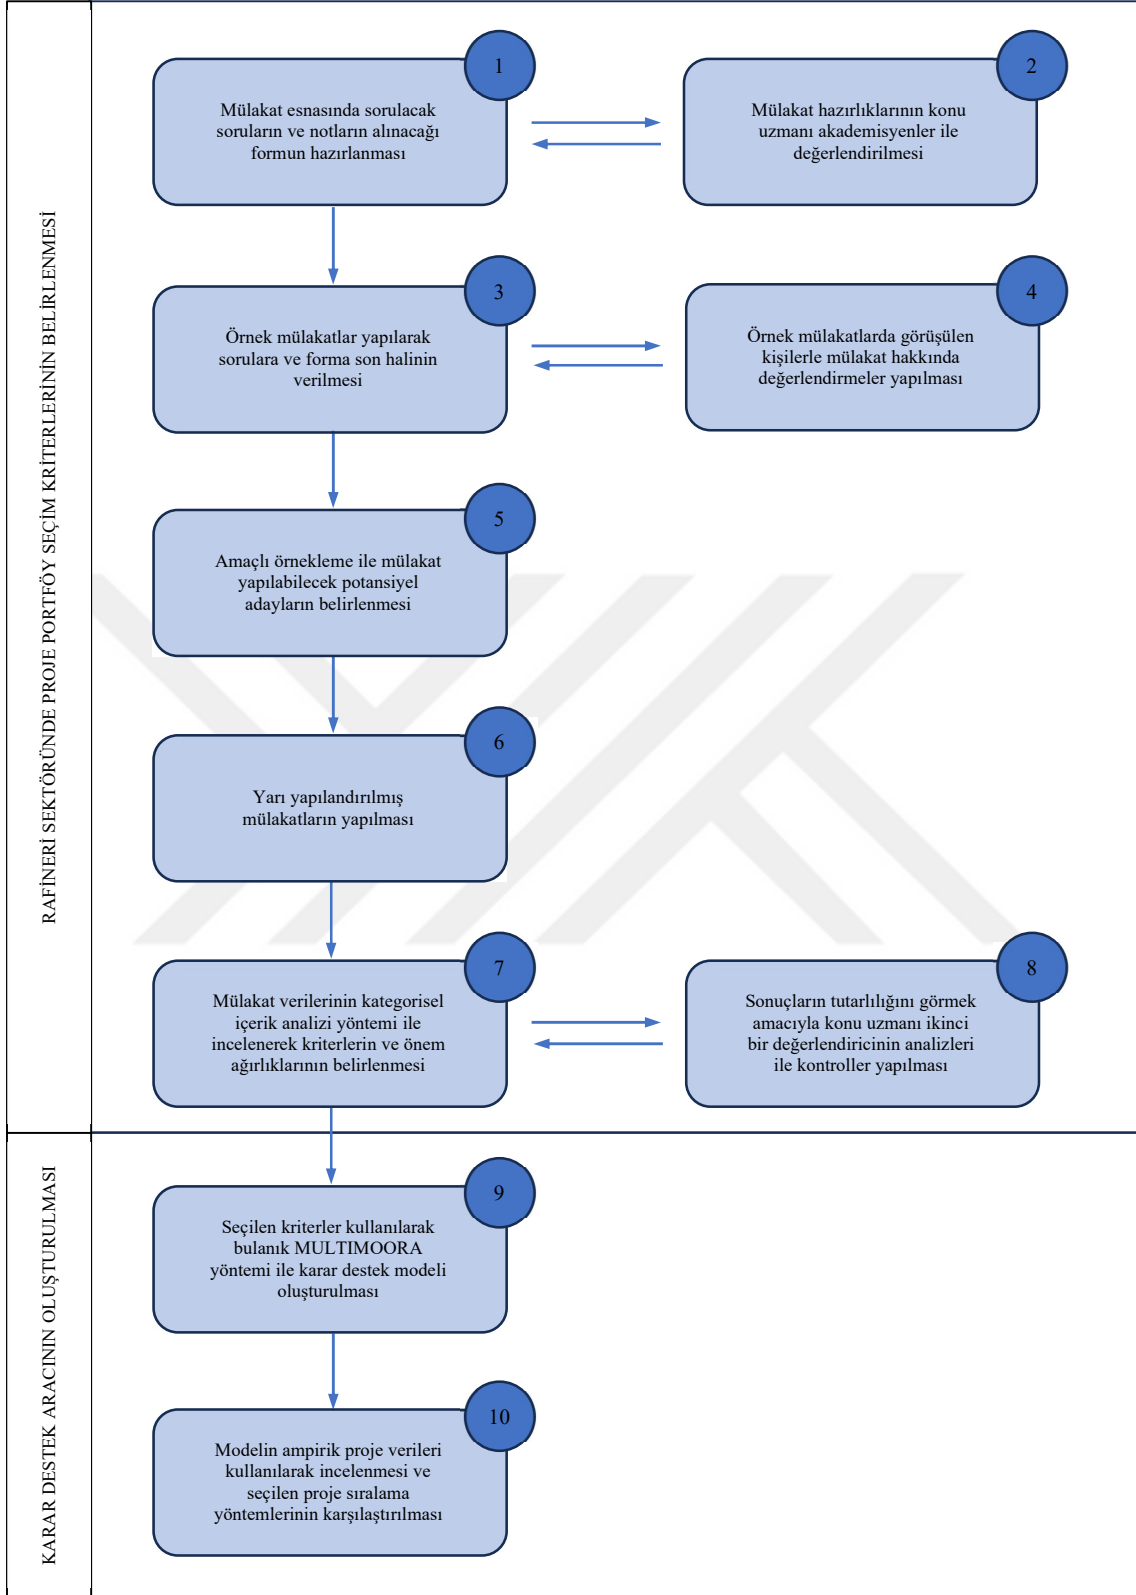 RAFİNERİ SEKTÖRÜNDE PROJE PORTFÖY SEÇİM KRİTERLERİNİN BELİRLENMESİ
1
Mülakat esnasında sorulacak
soruların ve notların alınacağı
formun hazırlanması
2
Mülakat hazırlıklarının konu
uzmanı akademisyenler ile
değerlendirilmesi
3
Örnek mülakatlar yapılarak
sorulara ve forma son halinin
verilmesi
4
Örnek mülakatlarda görüşülen
kişilerle mülakat hakkında
değerlendirmeler yapılması
5
Amaçlı örnekleme ile mülakat
yapılabilecek potansiyel
adayların belirlenmesi
6
Yarı yapılandırılmış
mülakatların yapılması
7
Mülakat verilerinin kategorisel
içerik analizi yöntemi ile
incelenerek kriterlerin ve önem
ağırlıklarının belirlenmesi
8
Sonuçların tutarlılığını görmek
amacıyla konu uzmanı ikinci
bir değerlendiricinin analizleri
ile kontroller yapılması
KARAR DESTEK ARACININ OLUŞTURULMASI
9
Seçilen kriterler kullanılarak
bulanık MULTIMOORA
yöntemi ile karar destek modeli
oluşturulması
10
Modelin ampirik proje verileri
kullanılarak incelenmesi ve
seçilen proje sıralama
yöntemlerinin karşılaştırılması